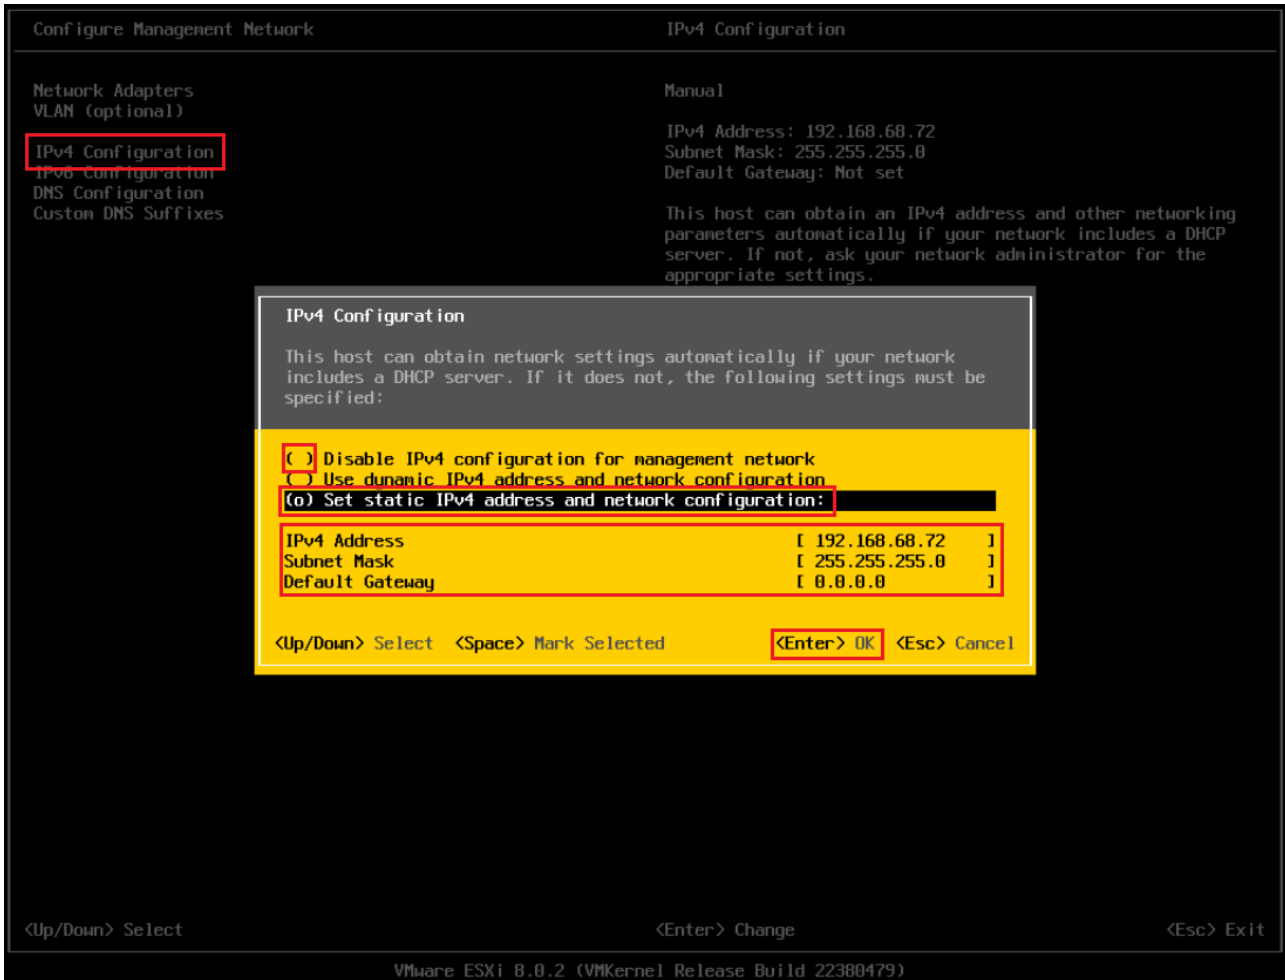 Configure Management Network
IPv4 Configuration
Network Adapters
VLAN (optional)
IPv4 Configuration
IPv6 Configuration
DNS Configuration
Custom DNS Suffixes
Manual
IPv4 Address: 192.168.68.72
Subnet Mask: 255.255.255.0
Default Gateway: Not set
This host can obtain an IPv4 address and other networking
parameters automatically if your network includes a DHCP
server. If not, ask your network administrator for the
appropriate settings.
IPv4 Configuration
This host can obtain network settings automatically if your network
includes a DHCP server. If it does not, the following settings must be
specified:
( ) Disable IPv4 configuration for management network
( ) Use dynamic IPv4 address and network configuration
(o) Set static IPv4 address and network configuration:
IPv4 Address [ 192.168.68.72 ]
Subnet Mask [ 255.255.255.0 ]
Default Gateway [ 0.0.0.0 ]
<Up/Down> Select <Space> Mark Selected <Enter> OK <Esc> Cancel
<Up/Down> Select <Enter> Change <Esc> Exit
VMware ESXi 8.0.2 (VMKernel Release Build 22380479)